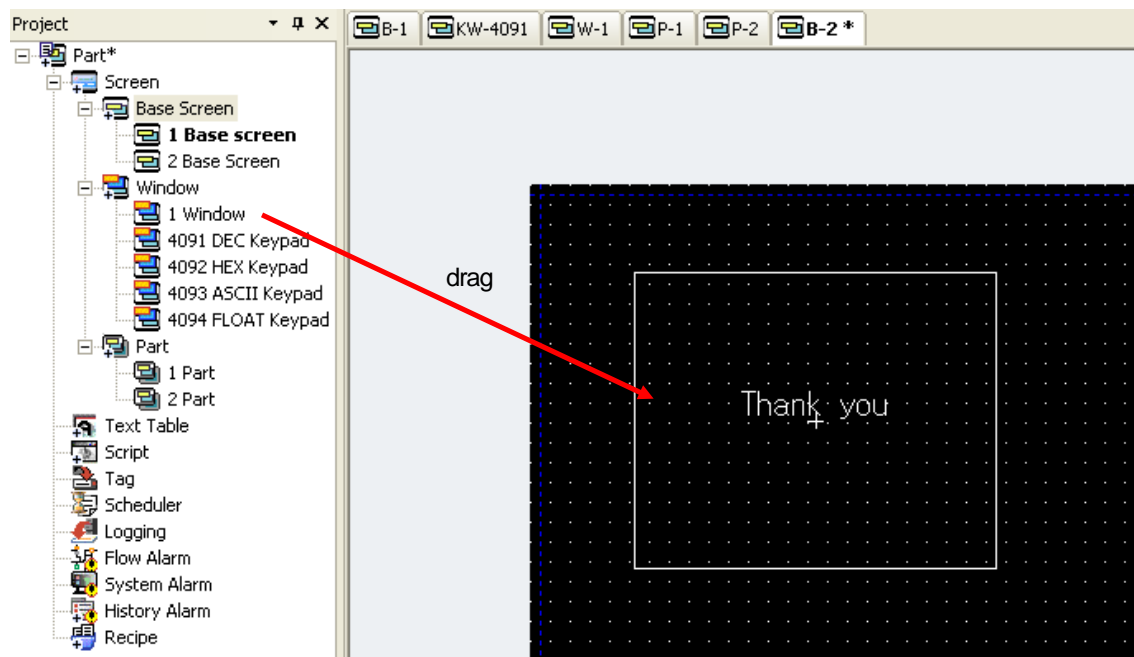 Project
B-1 KW-4091 W-1 P-1 P-2 B-2 *
Part*
Screen
Base Screen
1 Base screen
2 Base Screen
Window
1 Window
4091 DEC Keypad
4092 HEX Keypad
4093 ASCII Keypad
4094 FLOAT Keypad
Part
1 Part
2 Part
Text Table
Script
Tag
Scheduler
Logging
Flow Alarm
System Alarm
History Alarm
Recipe
drag
Thank you